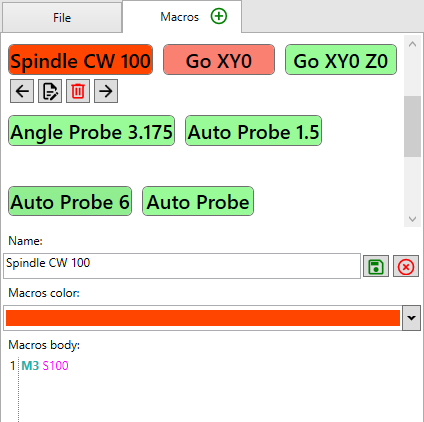 File Macros
Spindle CW 100 Go XY0 Go XY0 Z0
Angle Probe 3.175 Auto Probe 1.5
Auto Probe 6 Auto Probe
Name:
Spindle CW 100
Macros color:
Macros body:
1 M3 S100